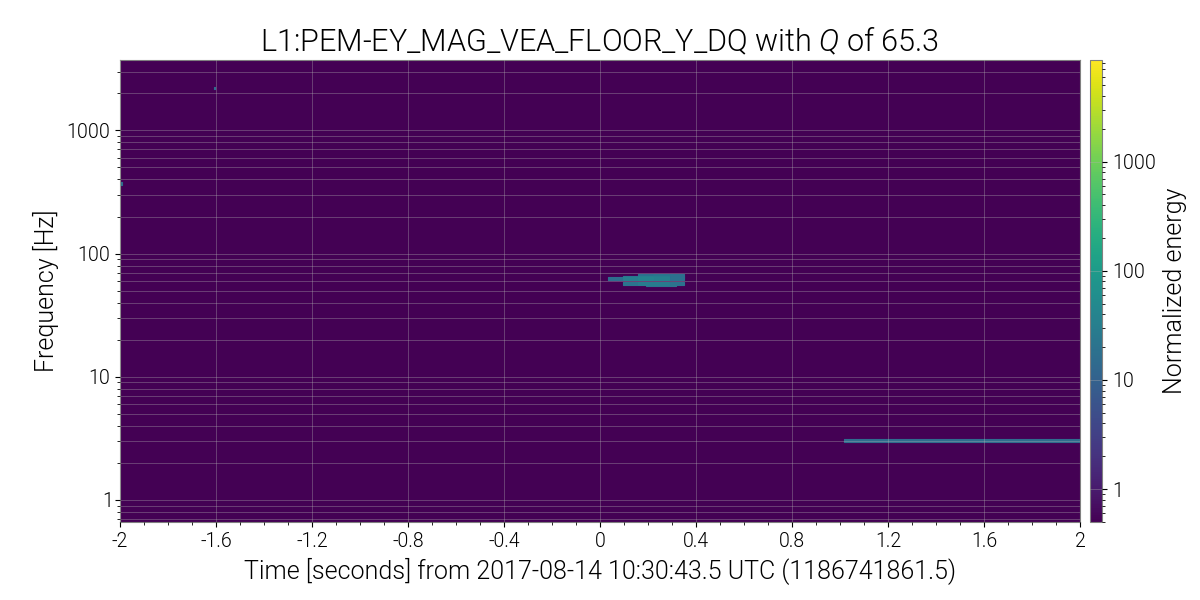 L1:PEM-EY_MAG_VEA_FLOOR_Y_DQ with Q of 65.3
1000
100
10
1
Frequency [Hz]
-2 -1.6 -1.2 -0.8 -0.4 0 0.4 0.8 1.2 1.6 2
Time [seconds] from 2017-08-14 10:30:43.5 UTC (1186741861.5)
1000
100
10
1
Normalized energy